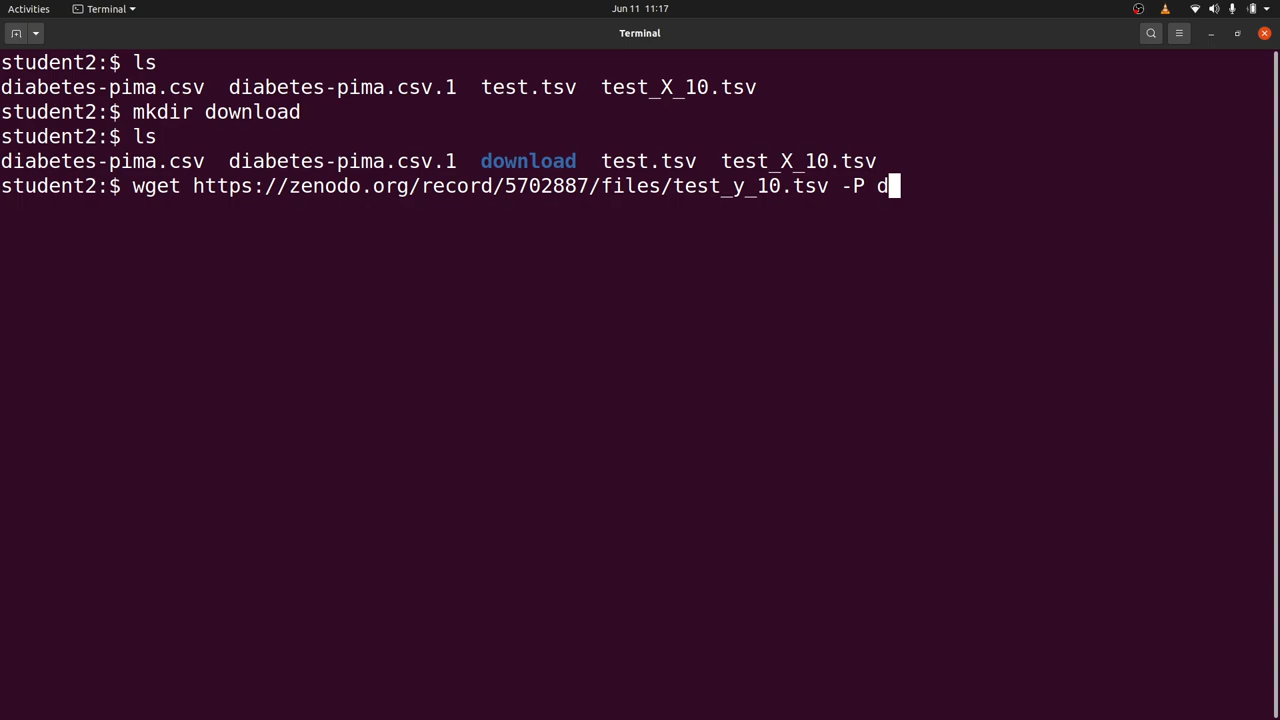 Activities Terminal Jun 11 11:17
Terminal
student2:$ ls
diabetes-pima.csv diabetes-pima.csv.1 test.tsv test_X_10.tsv
student2:$ mkdir download
student2:$ ls
diabetes-pima.csv diabetes-pima.csv.1 download test.tsv test_X_10.tsv
student2:$ wget https://zenodo.org/record/5702887/files/test_y_10.tsv -P d